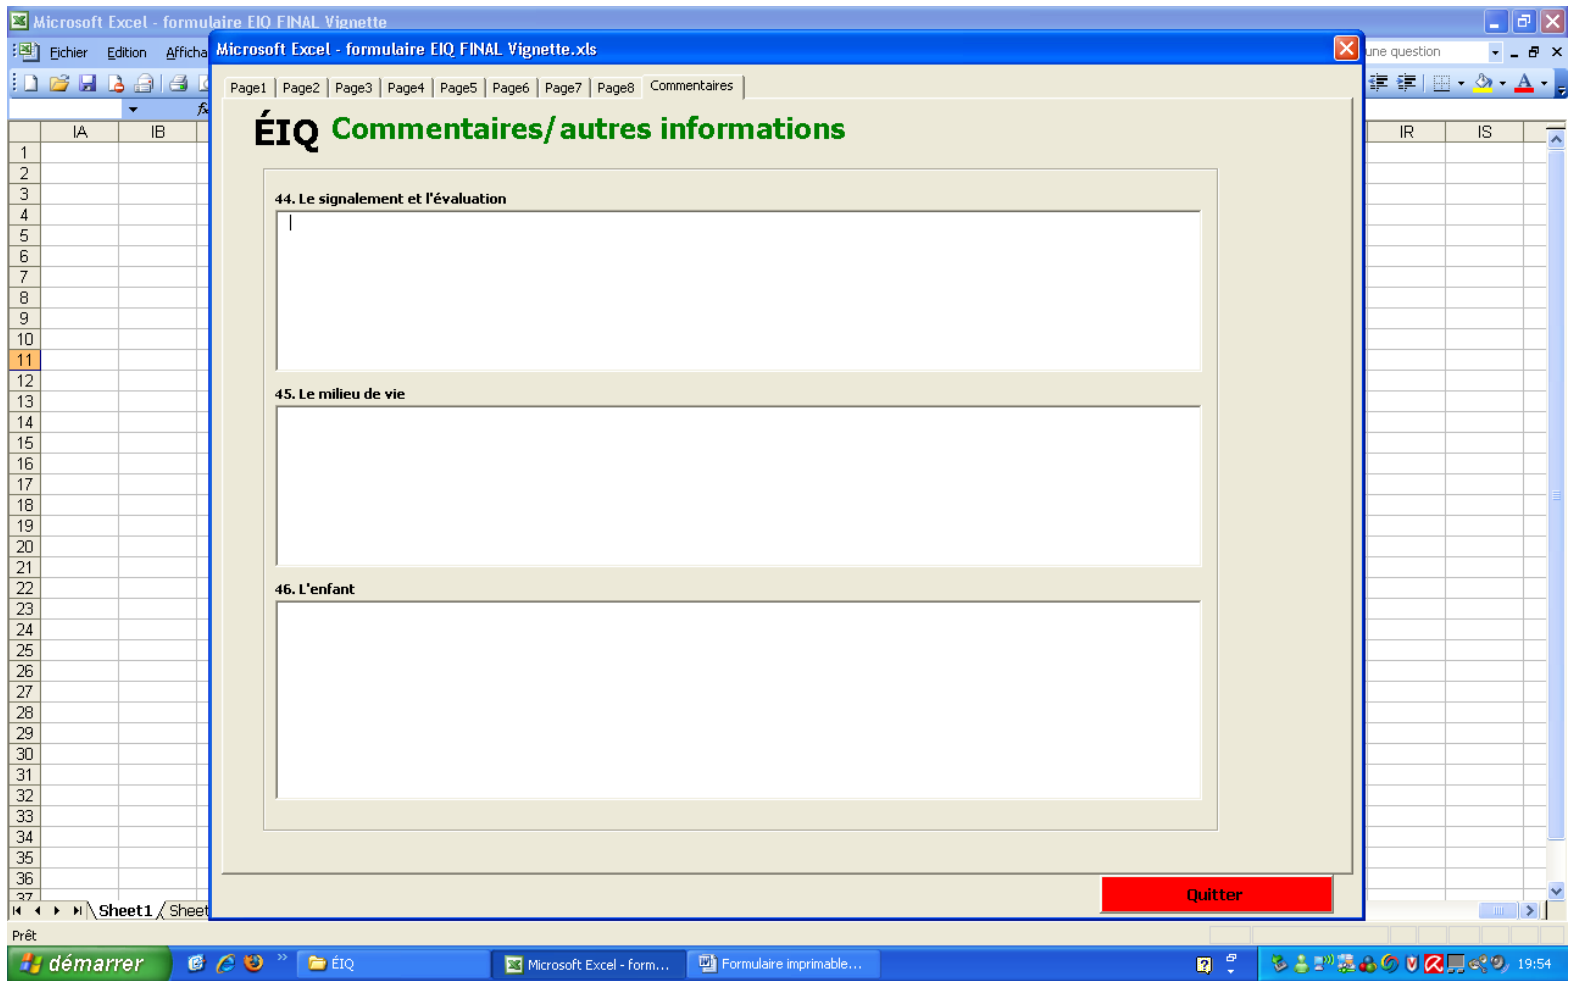 Microsoft Excel - formulaire EIQ FINAL Vignette
Fichier Edition Afficha
une question
Microsoft Excel - formulaire EIQ FINAL Vignette.xls
Page1 Page2 Page3 Page4 Page5 Page6 Page7 Page8 Commentaires
IA IB IR IS
ÉIQ Commentaires/autres informations
44. Le signalement et l'évaluation
45. Le milieu de vie
46. L'enfant
1
2
3
4
5
6
7
8
9
10
11
12
13
14
15
16
17
18
19
20
21
22
23
24
25
26
27
28
29
30
31
32
33
34
35
36
37
Quitter
Sheet1 Sheet
Prêt
démarrer ÉIQ Microsoft Excel - form... Formulaire imprimable... 19:54